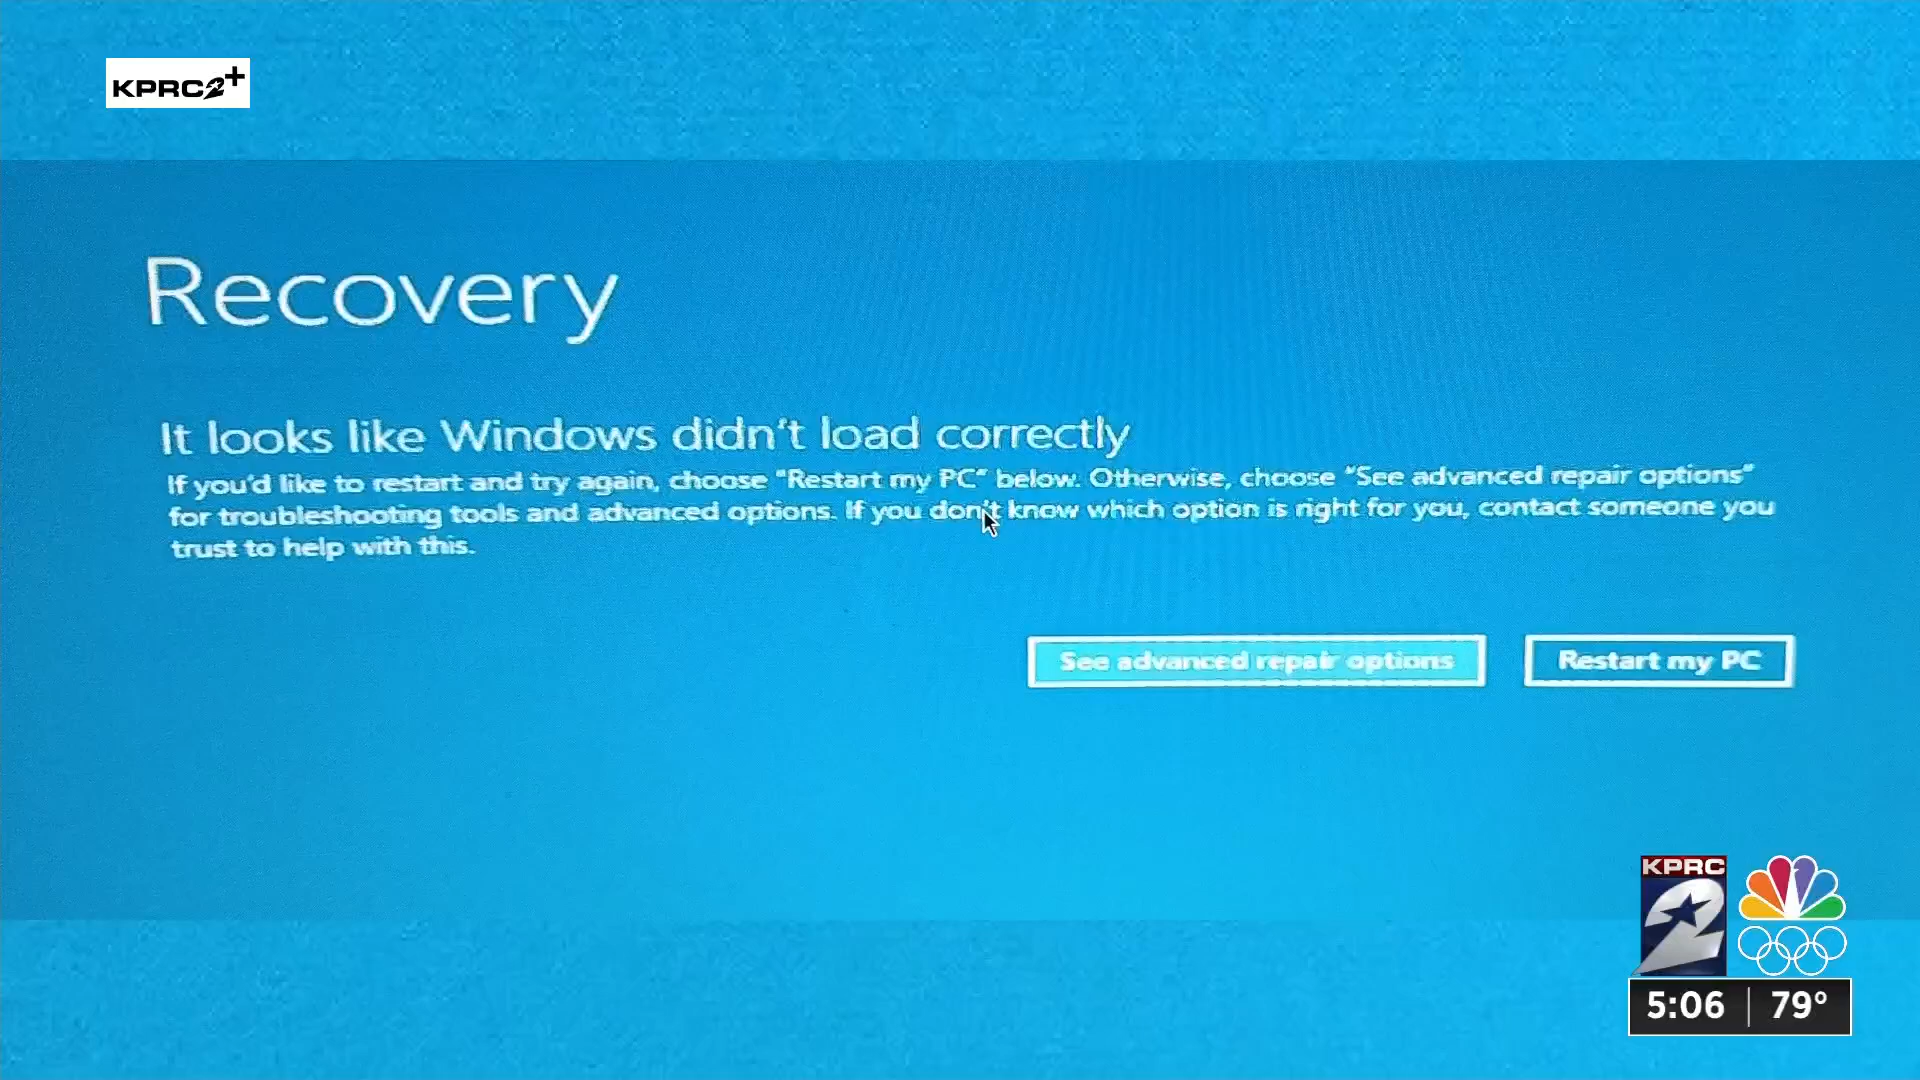 KPRC2+
Recovery
It looks like Windows didn't load correctly
If you'd like to restart and try again, choose "Restart my PC" below. Otherwise, choose "See advanced repair options"
for troubleshooting tools and advanced options. If you don't know which option is right for you, contact someone you
trust to help with this.
See advanced repair options
Restart my PC
KPRC
2
5:06 | 79°